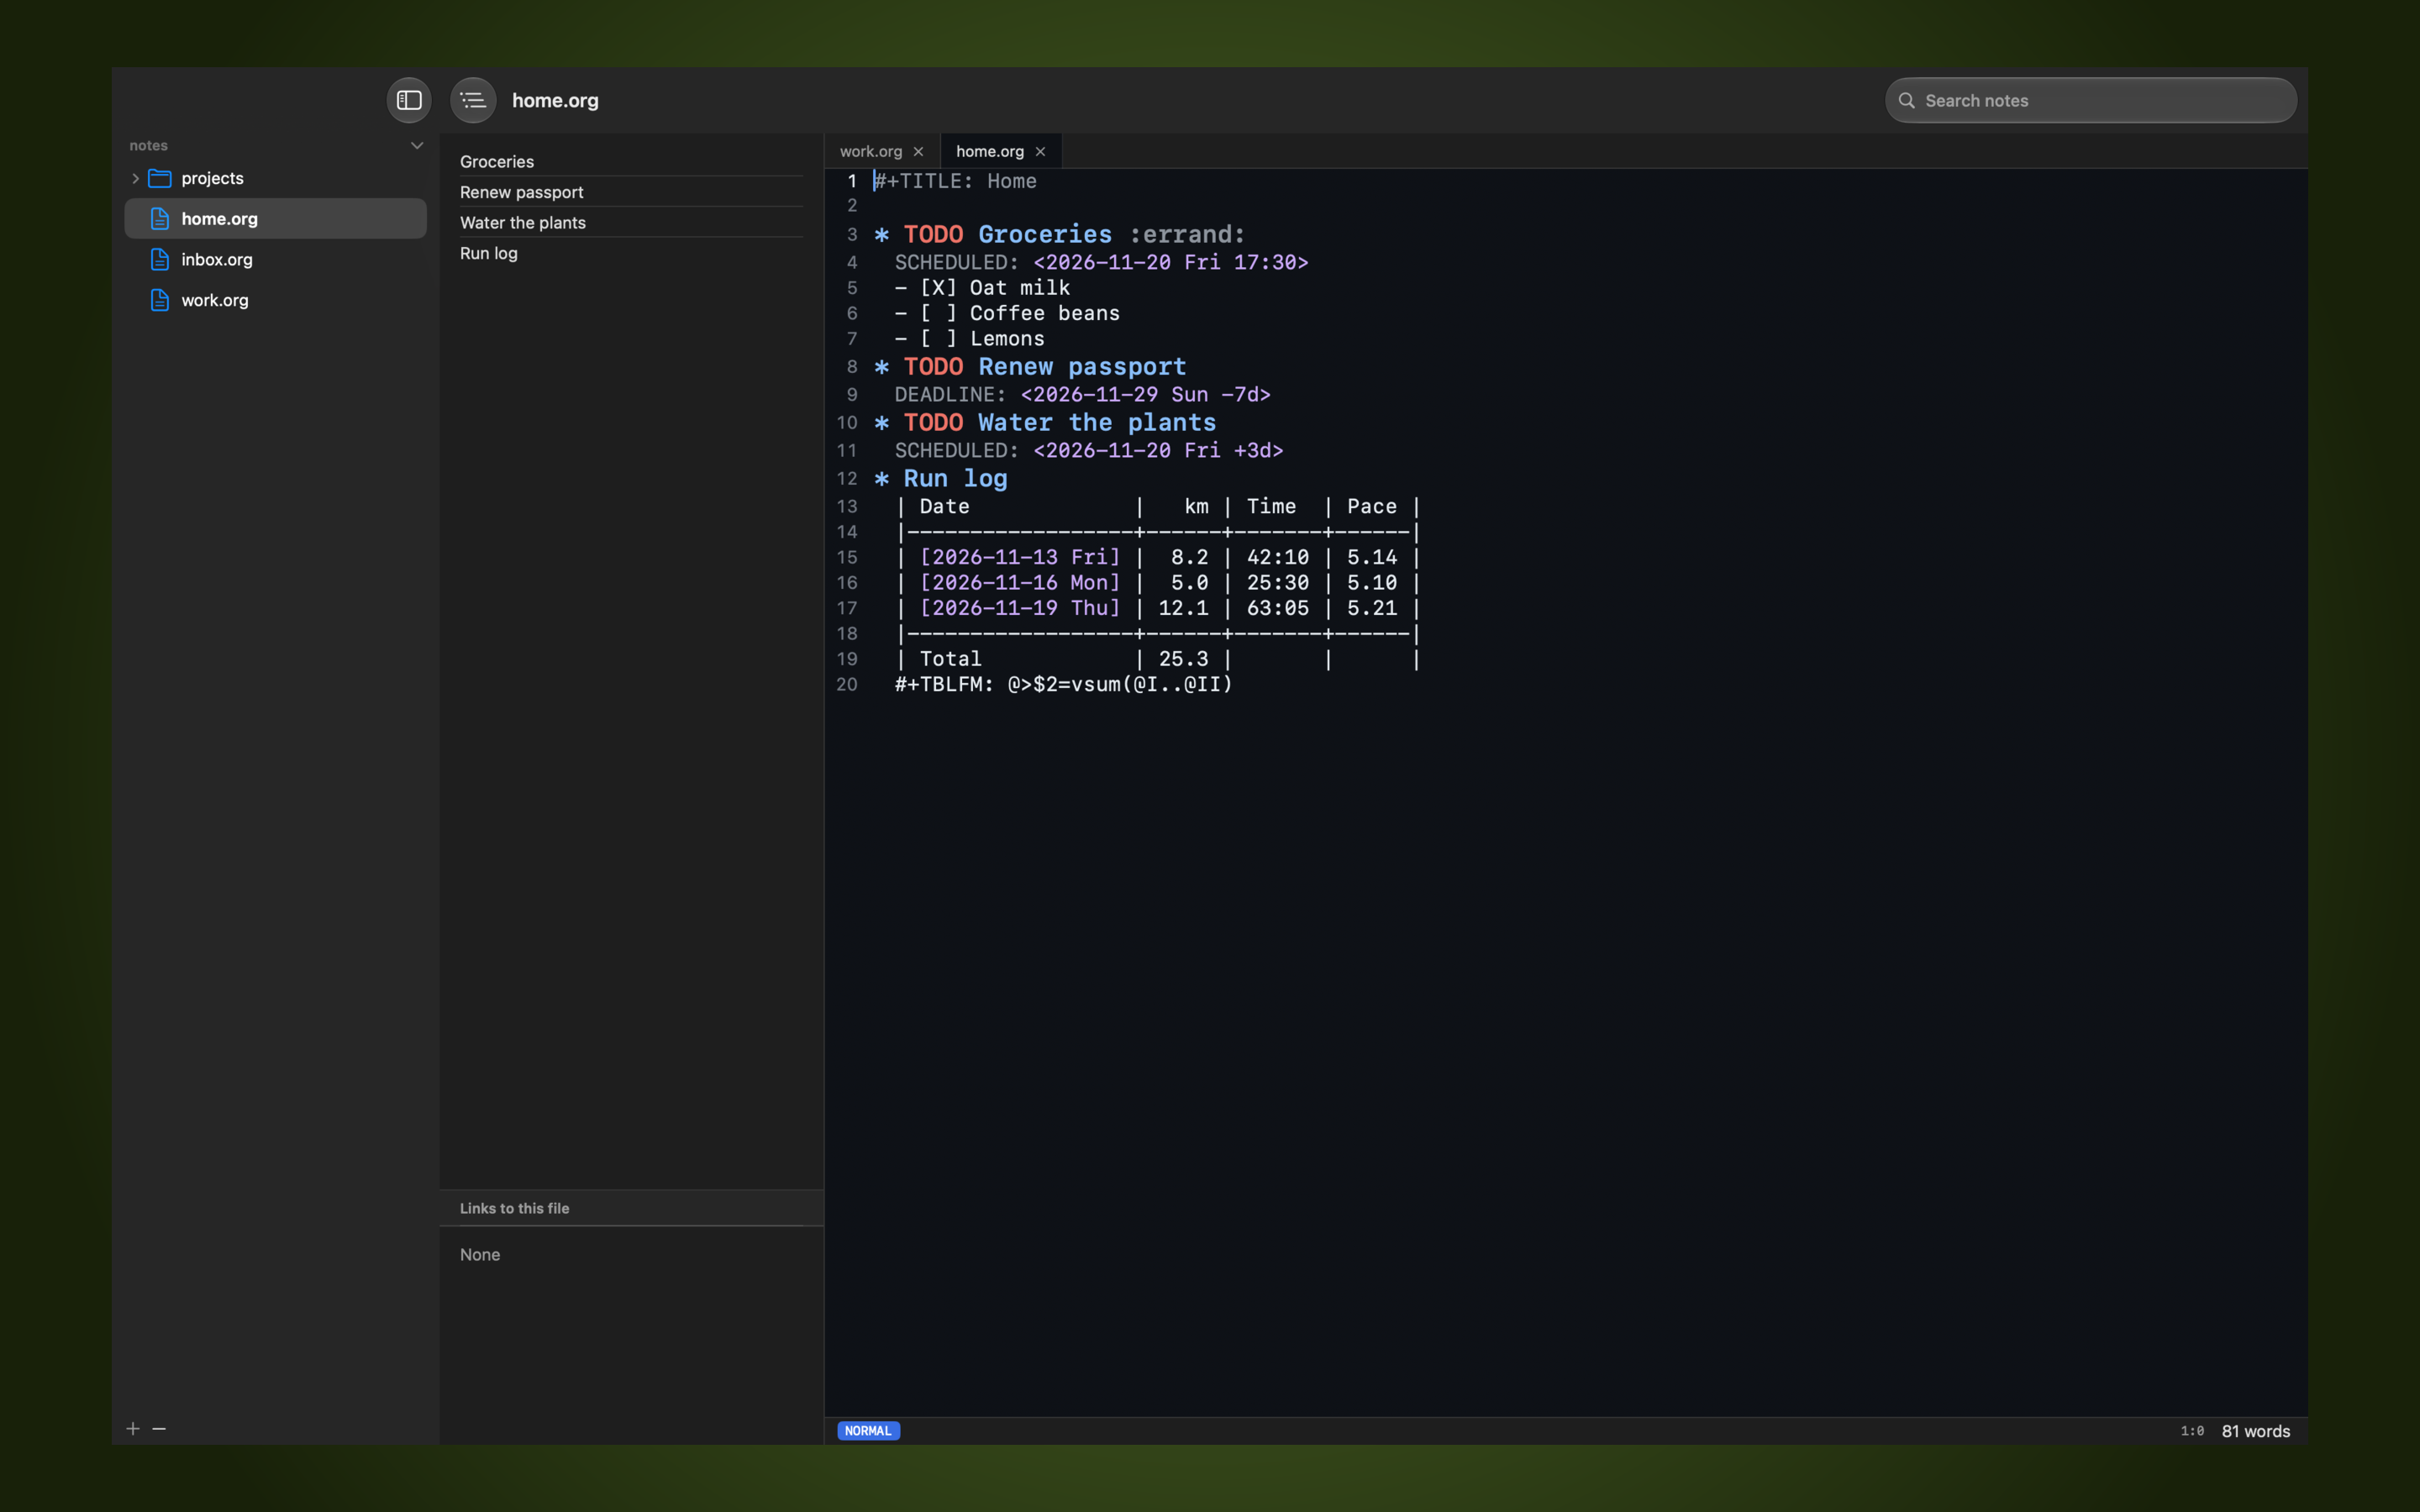 home.org
Search notes
notes
projects
home.org
inbox.org
work.org
Groceries
Renew passport
Water the plants
Run log
Links to this file
None
work.org × home.org ×
1 #+TITLE: Home
2
3 * TODO Groceries :errand:
4 SCHEDULED: <2026-11-20 Fri 17:30>
5 - [X] Oat milk
6 - [ ] Coffee beans
7 - [ ] Lemons
8 * TODO Renew passport
9 DEADLINE: <2026-11-29 Sun -7d>
10 * TODO Water the plants
11 SCHEDULED: <2026-11-20 Fri +3d>
12 * Run log
13 | Date             |   km | Time  | Pace |
14 |------------------+------+-------+------|
15 | [2026-11-13 Fri] |  8.2 | 42:10 | 5.14 |
16 | [2026-11-16 Mon] |  5.0 | 25:30 | 5.10 |
17 | [2026-11-19 Thu] | 12.1 | 63:05 | 5.21 |
18 |------------------+------+-------+------|
19 | Total            | 25.3 |       |      |
20 #+TBLFM: @>$2=vsum(@I..@II)
NORMAL
1:0 81 words